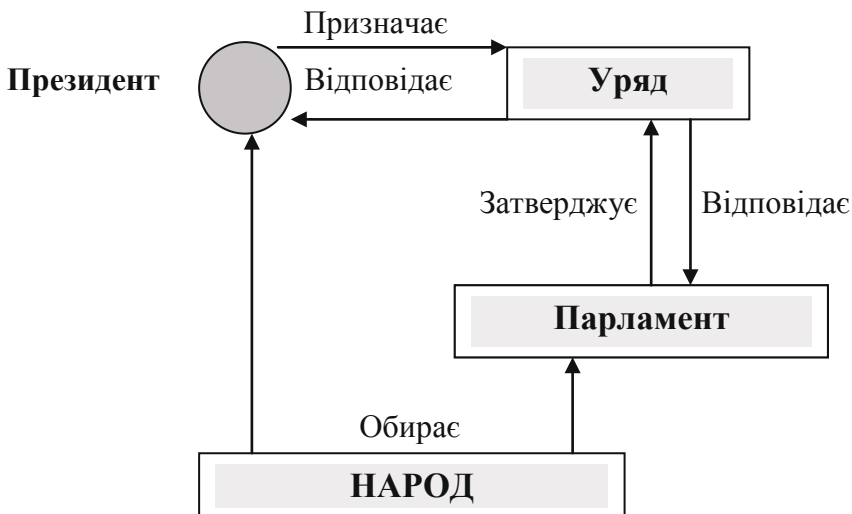 Призначає
Президент
Відповідає
Уряд
Затверджує
Відповідає
Парламент
Обирає
НАРОД